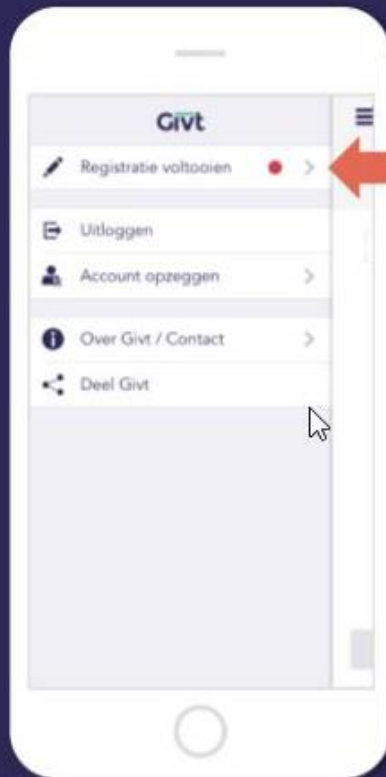 Givt
Registratie voltooien
Uitloggen
Account opzeggen
Over Givt / Contact
Deel Givt